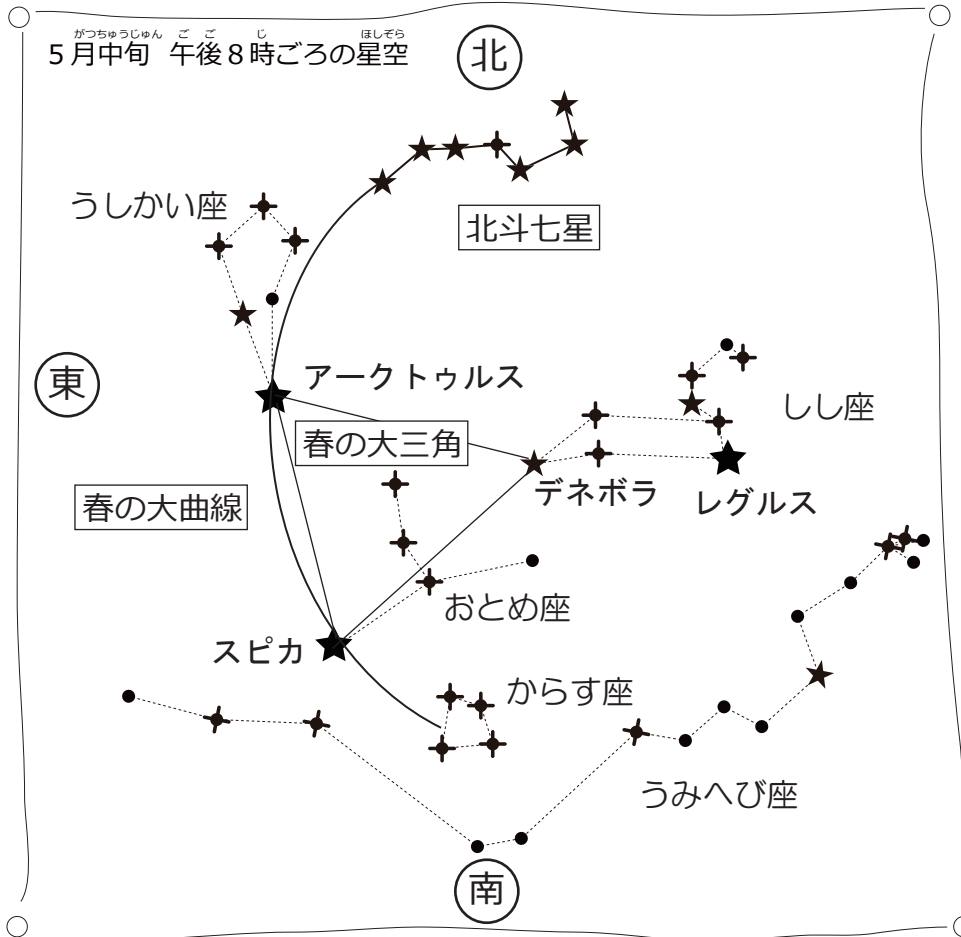 がつちゅうじゅん ごご じ ほしぞら
5月中旬 午後8時ごろの星空
北
うしかい座
北斗七星
東
アークトゥルス
しし座
春の大三角
デネボラ
レグルス
春の大曲線
おとめ座
スピカ
からす座
うみへび座
南